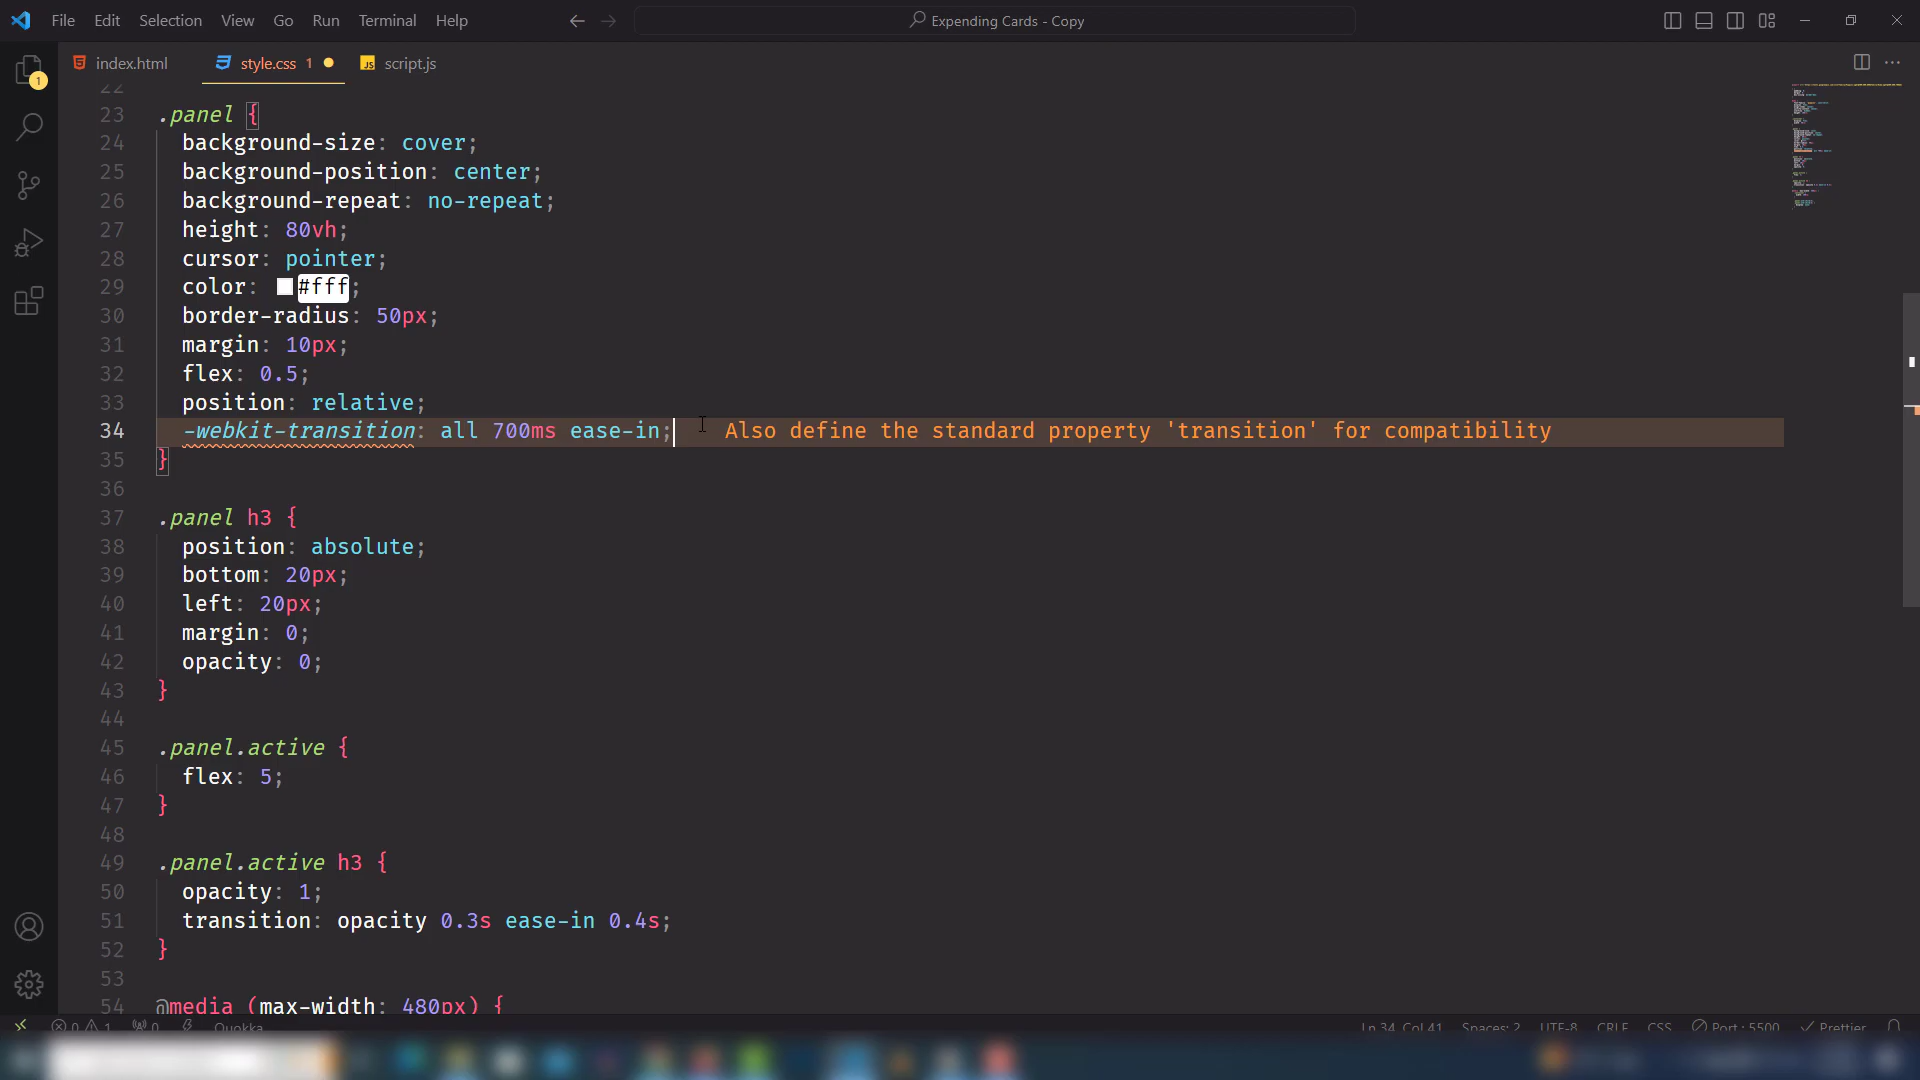 File Edit Selection View Go Run Terminal Help
Expending Cards - Copy
index.html
style.css 1
script.js
1
22
23 .panel {
24 background-size: cover;
25 background-position: center;
26 background-repeat: no-repeat;
27 height: 80vh;
28 cursor: pointer;
29 color: #fff;
30 border-radius: 50px;
31 margin: 10px;
32 flex: 0.5;
33 position: relative;
34 -webkit-transition: all 700ms ease-in; Also define the standard property 'transition' for compatibility
35 }
36
37 .panel h3 {
38 position: absolute;
39 bottom: 20px;
40 left: 20px;
41 margin: 0;
42 opacity: 0;
43 }
44
45 .panel.active {
46 flex: 5;
47 }
48
49 .panel.active h3 {
50 opacity: 1;
51 transition: opacity 0.3s ease-in 0.4s;
52 }
53
54 @media (max-width: 480px) {
0 1 0 Quokka Ln 34, Col 41 Spaces: 2 UTF-8 CRLF CSS Port : 5500 Prettier